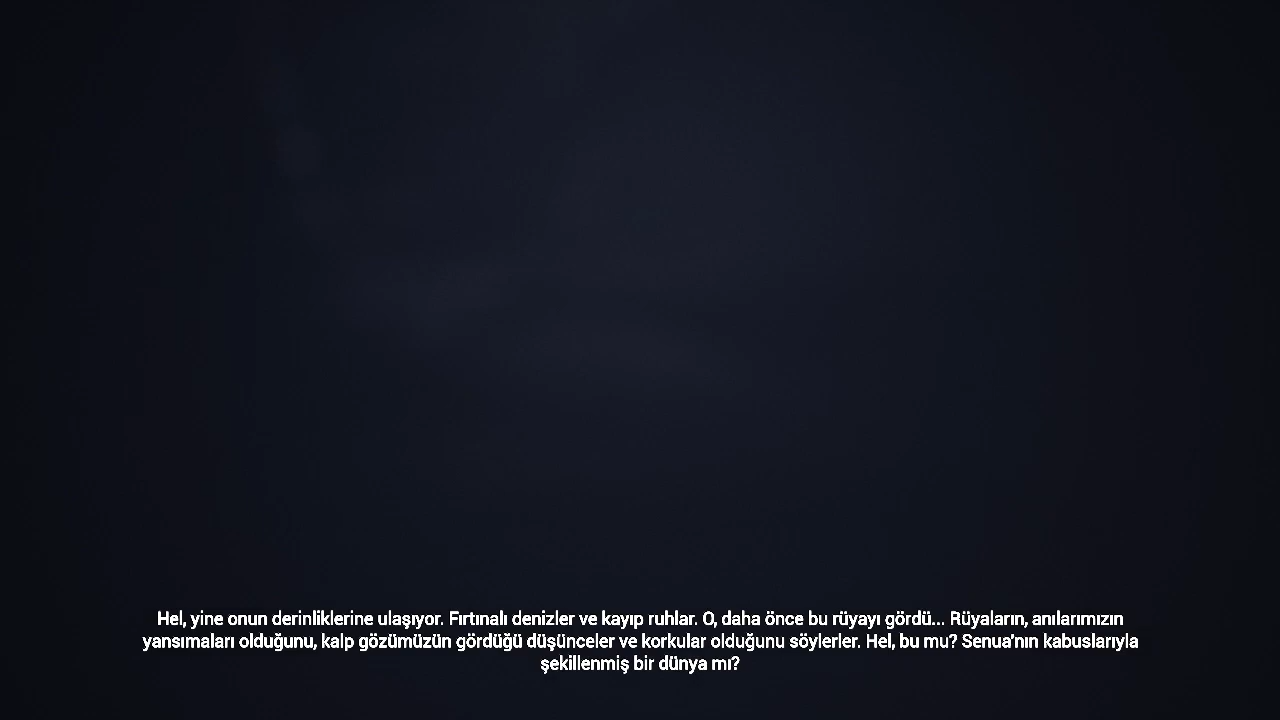 Hel, yine onun derinliklerine ulaşıyor. Fırtınalı denizler ve kayıp ruhlar. O, daha önce bu rüyayı gördü... Rüyaların, anılarımızın
yansımaları olduğunu, kalp gözümüzün gördüğü düşünceler ve korkular olduğunu söylerler. Hel, bu mu? Senua'nın kabuslarıyla
şekillenmiş bir dünya mı?